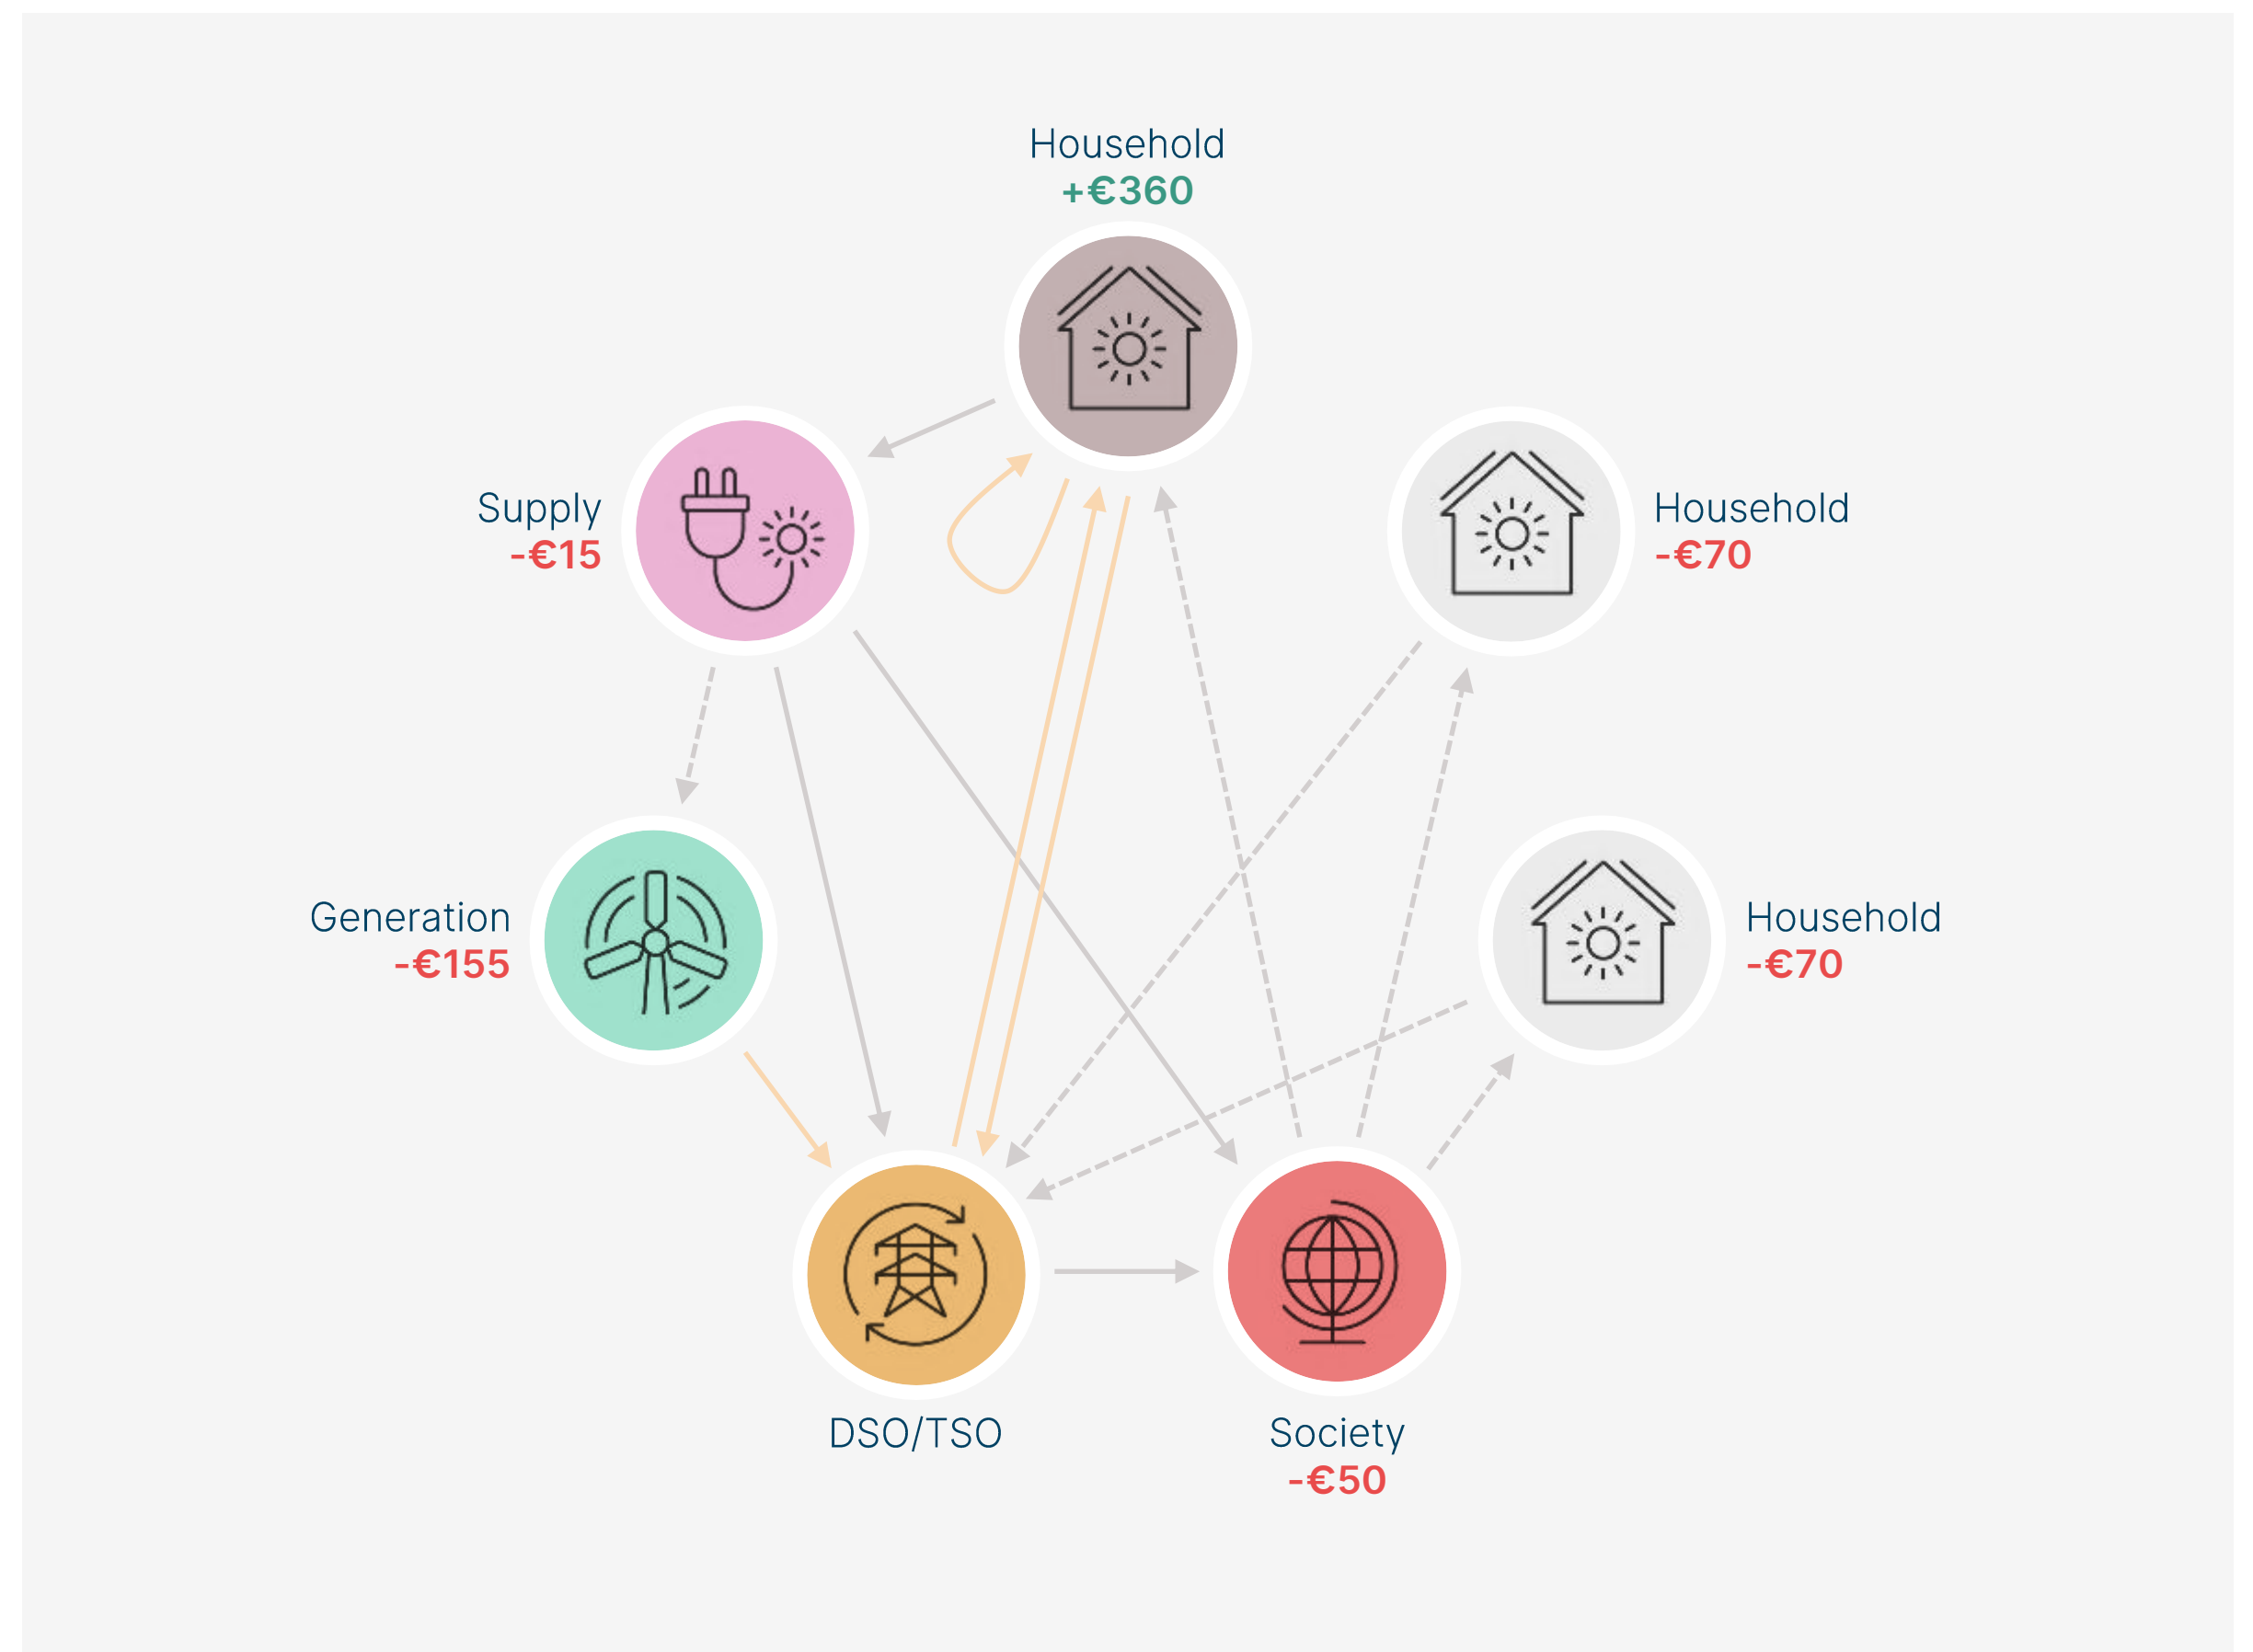 Household
+€360
Supply
-€15
Household
-€70
Generation
-€155
Household
-€70
DSO/TSO
Society
-€50